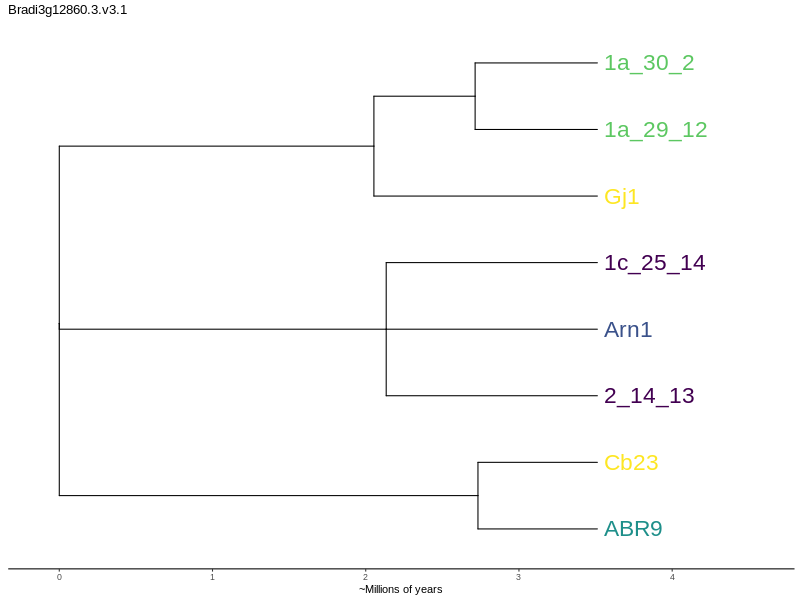 Bradi3g12860.3.v3.1
1a_30_2
1a_29_12
Gj1
1c_25_14
Arn1
2_14_13
Cb23
ABR9
0 1 2 3 4
~Millions of years